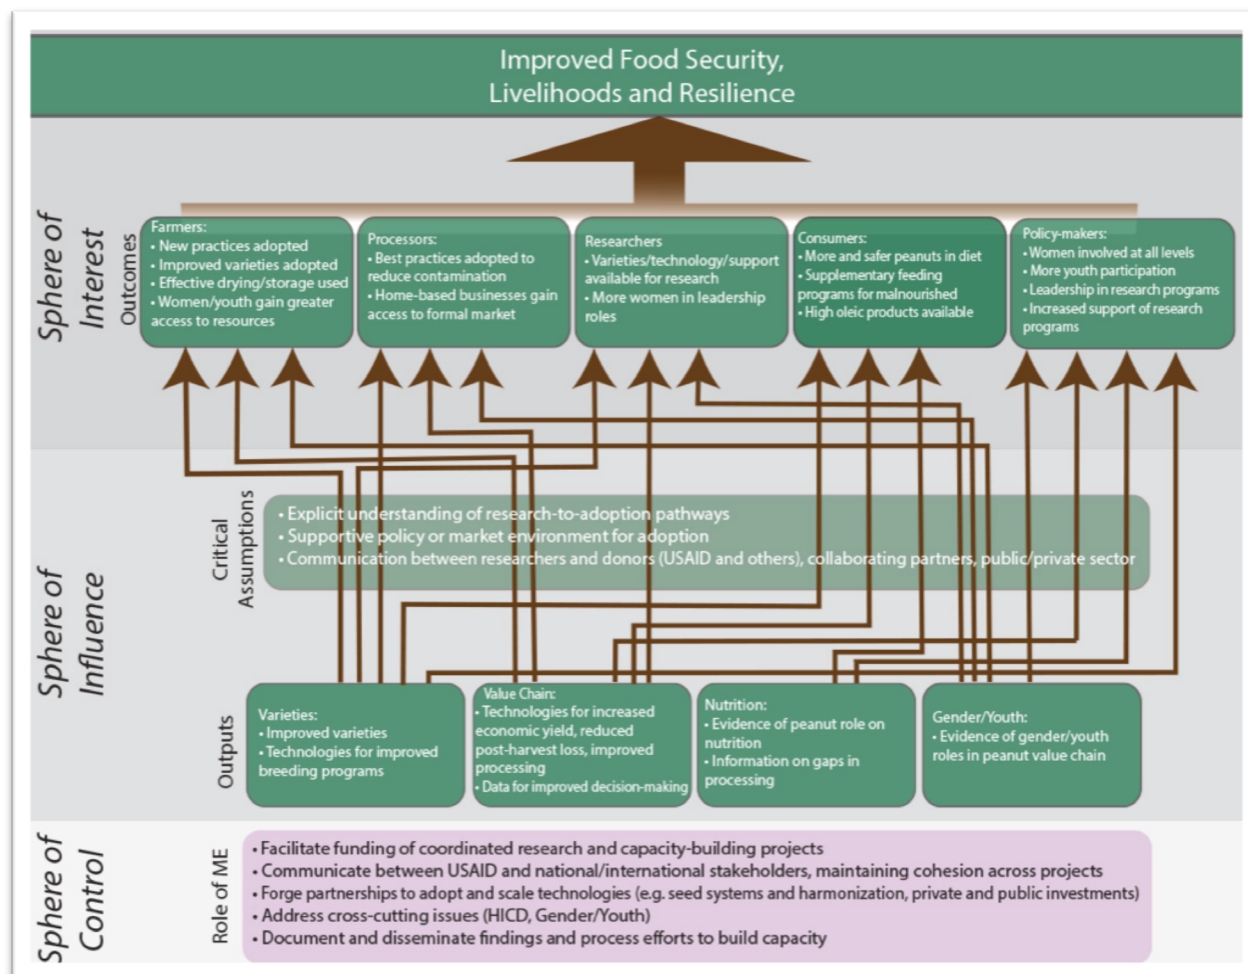 Improved Food Security,
Livelihoods and Resilience
Sphere of
Interest
Outcomes
Farmers:
• New practices adopted
• Improved varieties adopted
• Effective drying/storage used
• Women/youth gain greater
access to resources
Processors:
• Best practices adopted to
reduce contamination
• Home-based businesses gain
access to formal market
Researchers
• Varieties/technology/support
available for research
• More women in leadership
roles
Consumers:
• More and safer peanuts in diet
• Supplementary feeding
programs for malnourished
• High oleic products available
Policy-makers:
• Women involved at all levels
• More youth participation
• Leadership in research programs
• Increased support of research
programs
Sphere of
Influence
Critical
Assumptions
• Explicit understanding of research-to-adoption pathways
• Supportive policy or market environment for adoption
• Communication between researchers and donors (USAID and others), collaborating partners, public/private sector
Outputs
Varieties:
• Improved varieties
• Technologies for improved
breeding programs
Value Chain:
• Technologies for increased
economic yield, reduced
post-harvest loss, improved
processing
• Data for improved decision-making
Nutrition:
• Evidence of peanut role on
nutrition
• Information on gaps in
processing
Gender/Youth:
• Evidence of gender/youth
roles in peanut value chain
Sphere of
Control
Role of ME
• Facilitate funding of coordinated research and capacity-building projects
• Communicate between USAID and national/international stakeholders, maintaining cohesion across projects
• Forge partnerships to adopt and scale technologies (e.g. seed systems and harmonization, private and public investments)
• Address cross-cutting issues (HICD, Gender/Youth)
• Document and disseminate findings and process efforts to build capacity